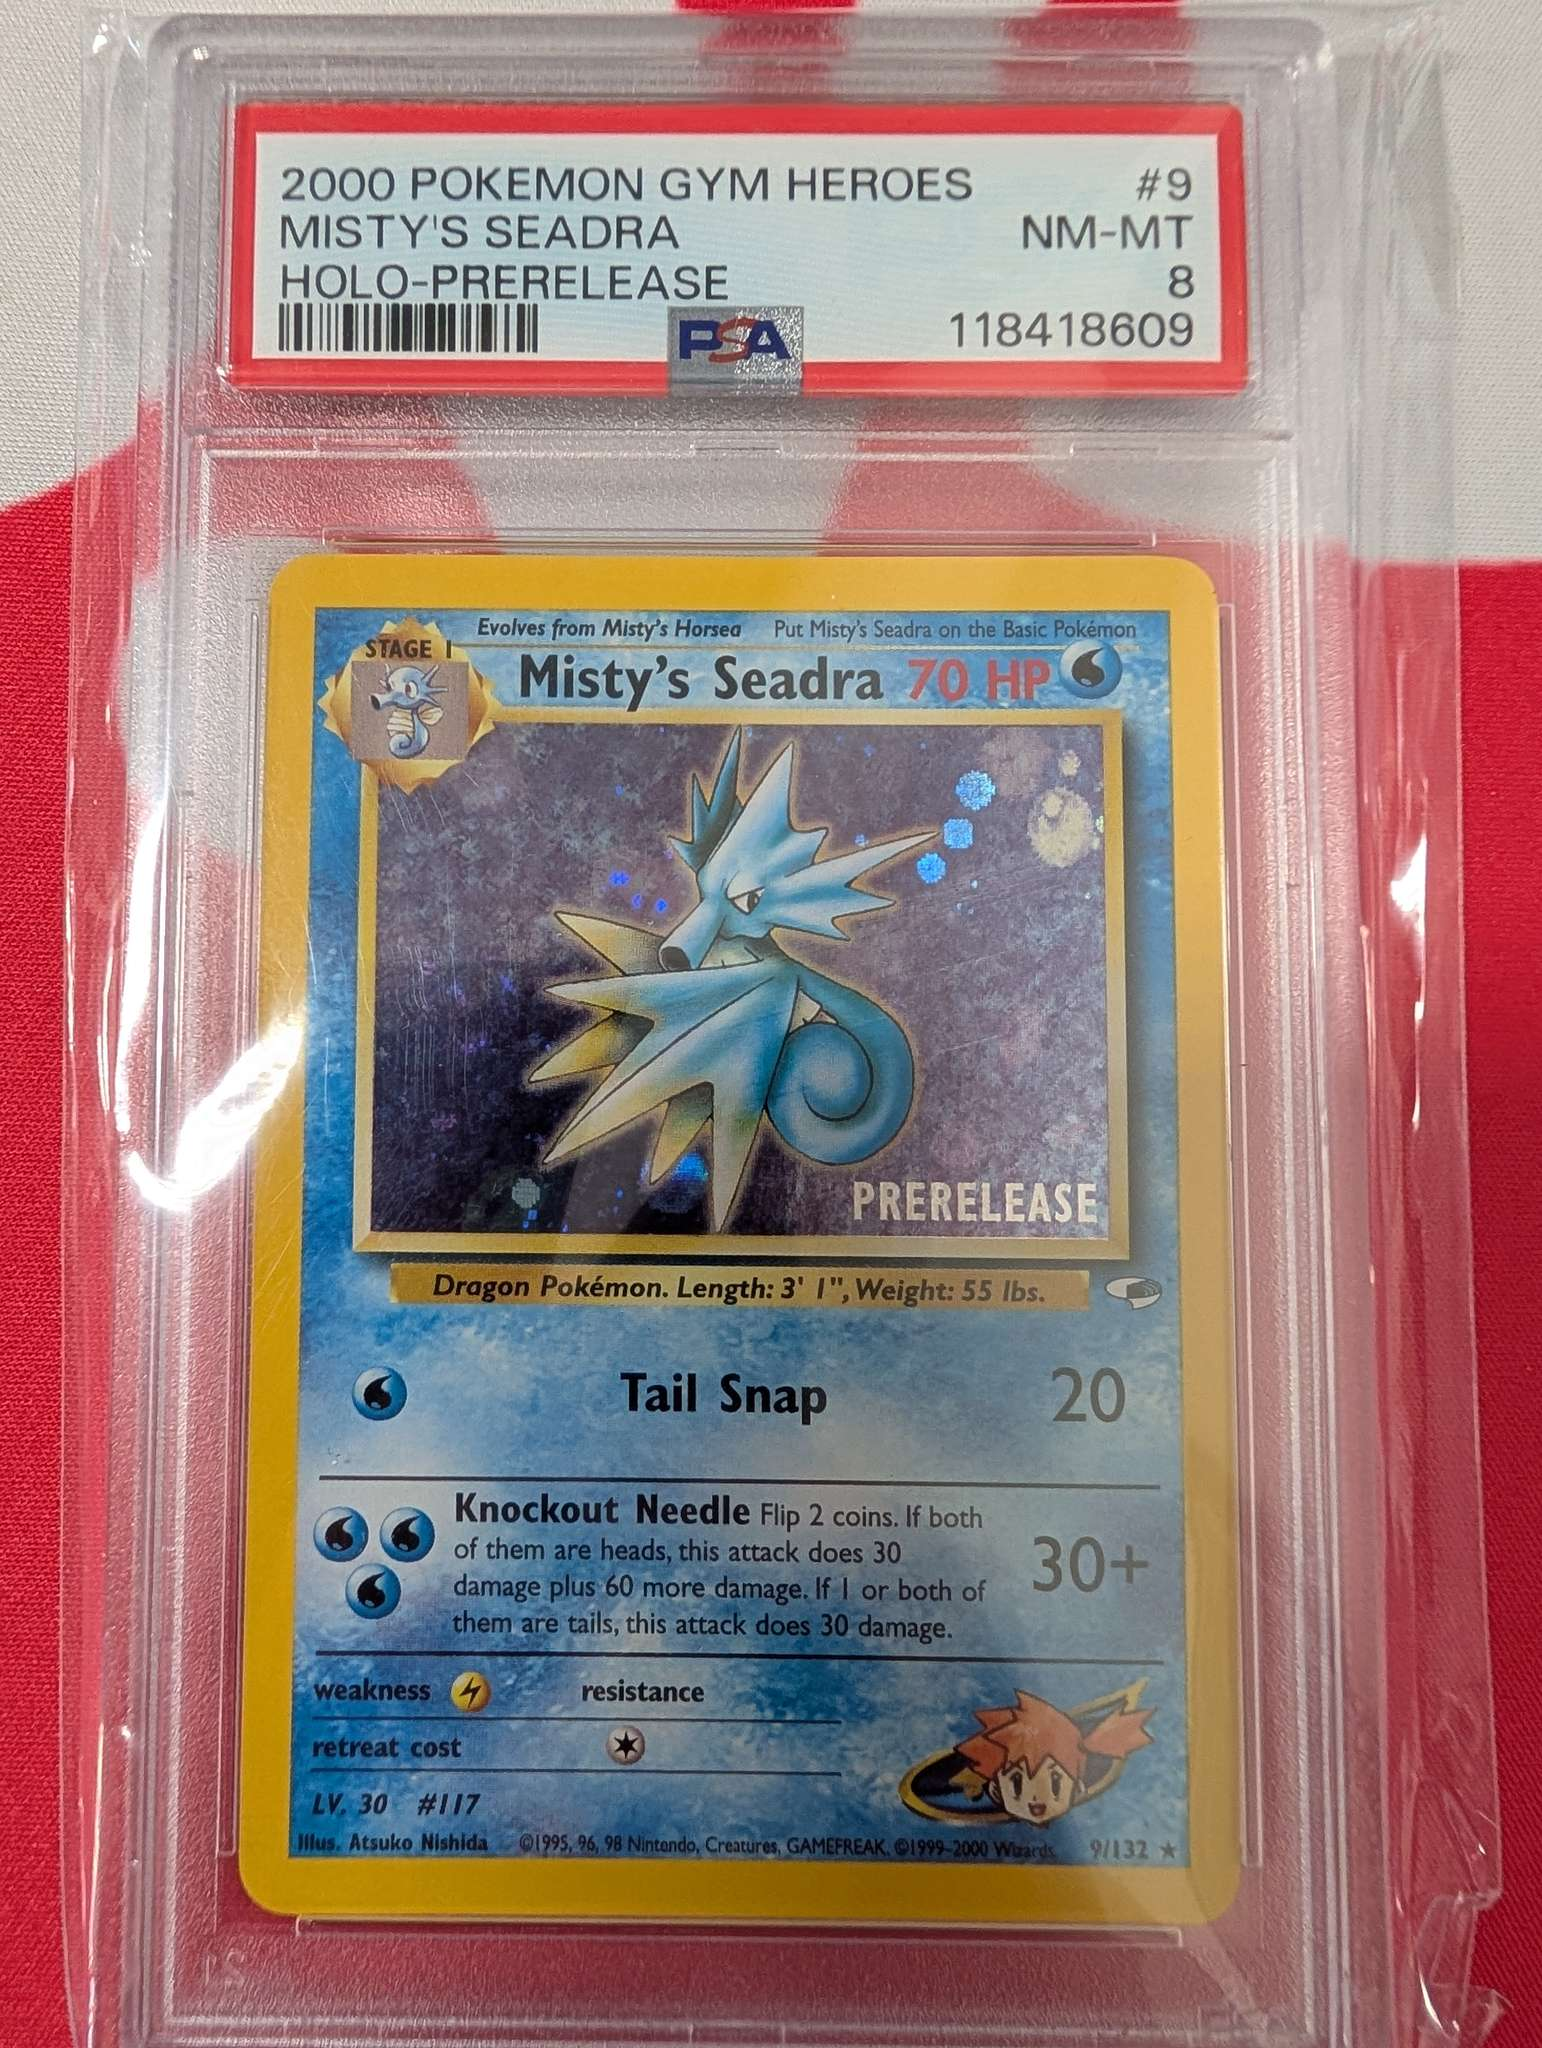 2000 POKEMON GYM HEROES #9
MISTY'S SEADRA NM-MT
HOLO-PRERELEASE 8
PSA 118418609
Evolves from Misty's Horsea Put Misty's Seadra on the Basic Pokémon
STAGE 1
Misty's Seadra 70 HP
PRERELEASE
Dragon Pokémon. Length: 3' 1", Weight: 55 lbs.
Tail Snap 20
Knockout Needle Flip 2 coins. If both
of them are heads, this attack does 30
damage plus 60 more damage. If 1 or both of
them are tails, this attack does 30 damage.
30+
weakness resistance
retreat cost
LV. 30 #117
Illus. Atsuko Nishida ©1995, 96, 98 Nintendo, Creatures, GAMEFREAK. ©1999-2000 Wizards. 9/132 ★